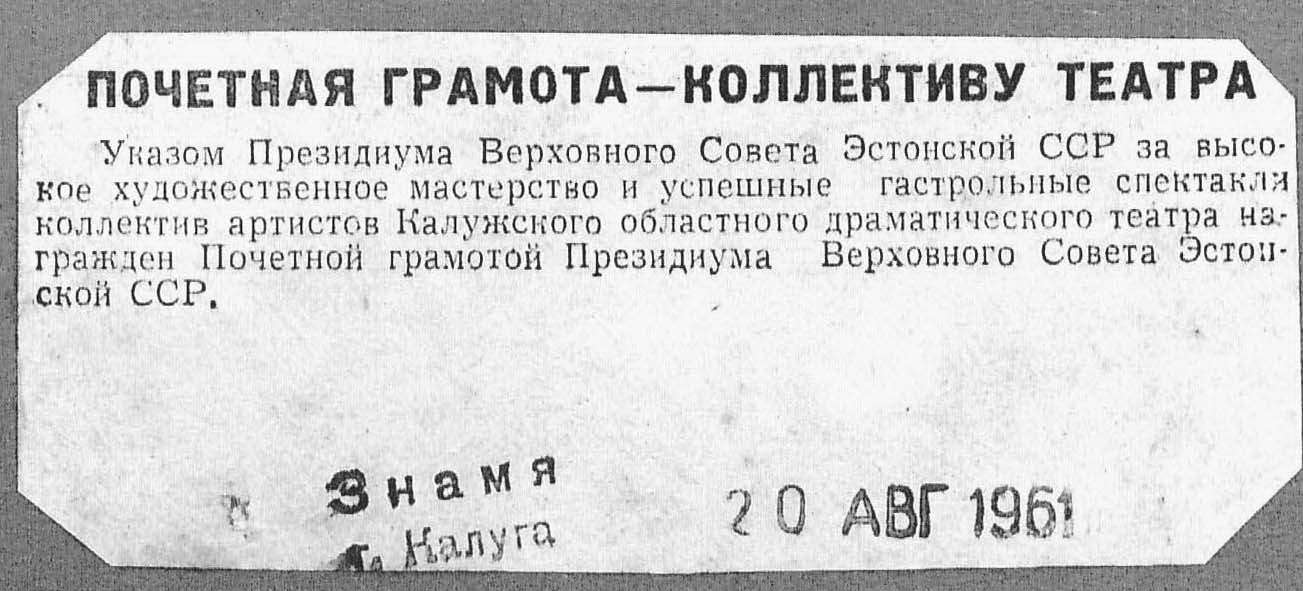 ПОЧЕТНАЯ ГРАМОТА—КОЛЛЕКТИВУ ТЕАТРА
Указом Президиума Верховного Совета Эстонской ССР за высо-
кое художественное мастерство и успешные гастрольные спектакли
коллектив артистов Калужского областного драматического театра на-
гражден Почетной грамотой Президиума Верховного Совета Эстон-
ской ССР.
Знамя
г. Калуга
20 АВГ 1961